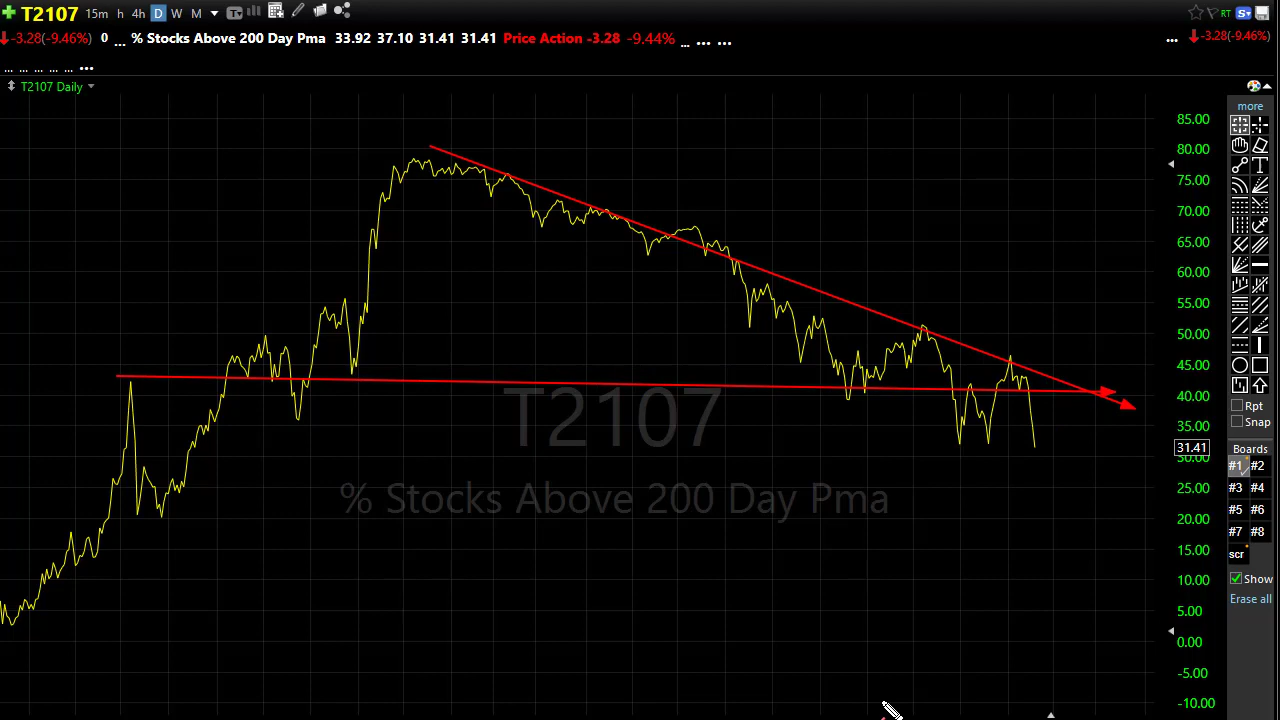 T2107 15m h 4h D W M T RT S
-3.28(-9.46%) 0 ... % Stocks Above 200 Day Pma 33.92 37.10 31.41 31.41 Price Action -3.28 -9.44% ... ... ... ... -3.28(-9.46%)
... ... ... ... ... ...
T2107 Daily
more
85.00
80.00
75.00
70.00
65.00
60.00
55.00
50.00
45.00
40.00
35.00
31.41
30.00
25.00
20.00
15.00
10.00
5.00
0.00
-5.00
-10.00
T2107
% Stocks Above 200 Day Pma
T
Rpt
Snap
Boards
#1 #2
#3 #4
#5 #6
#7 #8
scr
Show
Erase all